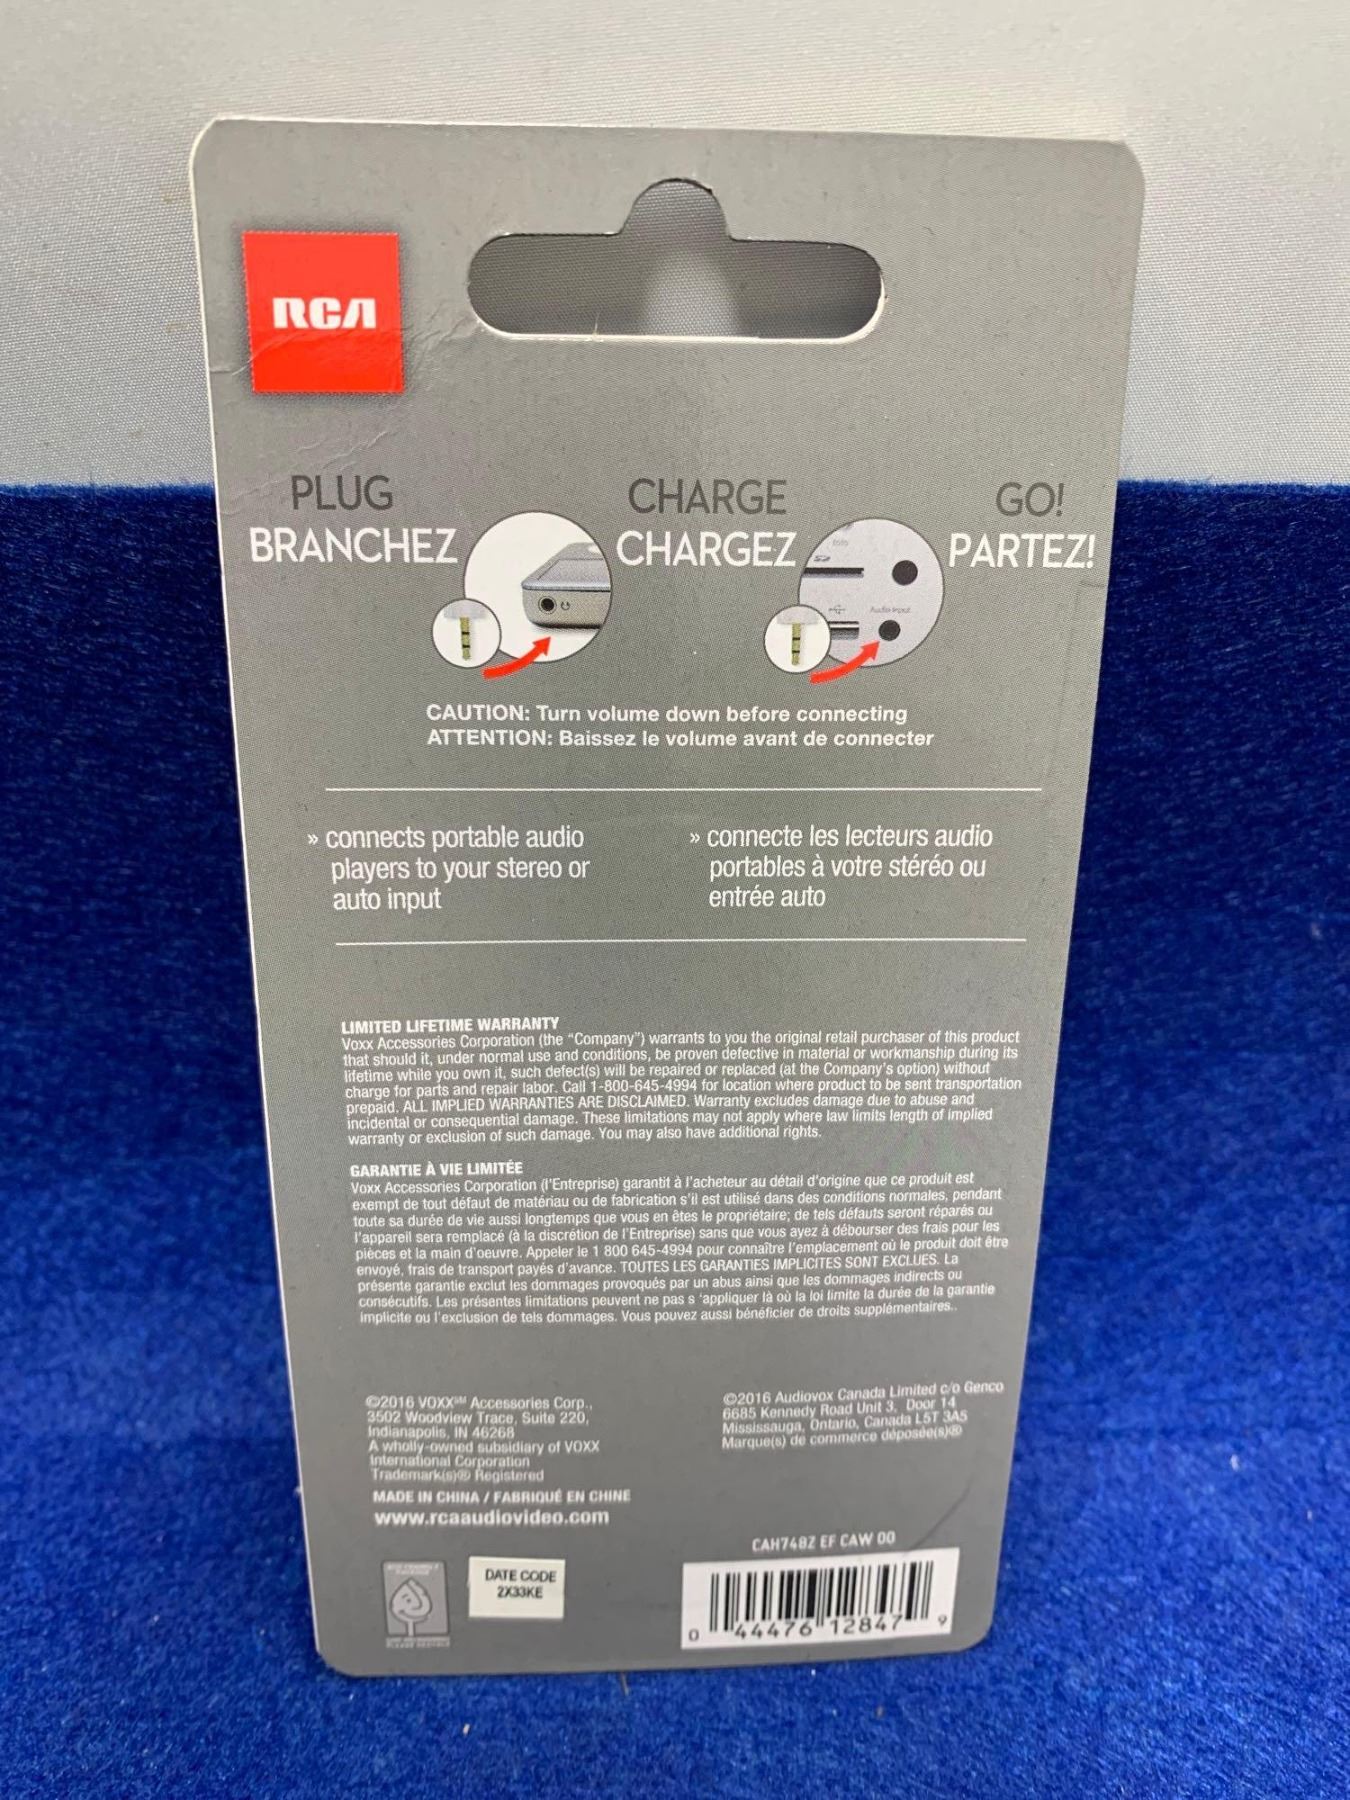 RCA
PLUG
BRANCHEZ
CHARGE
CHARGEZ
GO!
PARTEZ!
Audio Input
CAUTION: Turn volume down before connecting
ATTENTION: Baissez le volume avant de connecter
» connects portable audio
players to your stereo or
auto input
» connecte les lecteurs audio
portables à votre stéréo ou
entrée auto
LIMITED LIFETIME WARRANTY
Voxx Accessories Corporation (the “Company”) warrants to you the original retail purchaser of this product
that should it, under normal use and conditions, be proven defective in material or workmanship during its
lifetime while you own it, such defect(s) will be repaired or replaced (at the Company's option) without
charge for parts and repair labor. Call 1-800-645-4994 for location where product to be sent transportation
prepaid. ALL IMPLIED WARRANTIES ARE DISCLAIMED. Warranty excludes damage due to abuse and
incidental or consequential damage. These limitations may not apply where law limits length of implied
warranty or exclusion of such damage. You may also have additional rights.
GARANTIE À VIE LIMITÉE
Voxx Accessories Corporation (l'Entreprise) garantit à l'acheteur au détail d'origine que ce produit est
exempt de tout défaut de matériau ou de fabrication s'il est utilisé dans des conditions normales, pendant
toute sa durée de vie aussi longtemps que vous en êtes le propriétaire; de tels défauts seront réparés ou
l'appareil sera remplacé (à la discrétion de l'Entreprise) sans que vous ayez à débourser des frais pour les
pièces et la main d'oeuvre. Appeler le 1 800 645-4994 pour connaître l'emplacement où le produit doit être
envoyé, frais de transport payés d'avance. TOUTES LES GARANTIES IMPLICITES SONT EXCLUES. La
présente garantie exclut les dommages provoqués par un abus ainsi que les dommages indirects ou
consécutifs. Les présentes limitations peuvent ne pas s 'appliquer là où la loi limite la durée de la garantie
implicite ou l'exclusion de tels dommages. Vous pouvez aussi bénéficier de droits supplémentaires..
©2016 VOXX℠ Accessories Corp.,
3502 Woodview Trace, Suite 220,
Indianapolis, IN 46268
A wholly-owned subsidiary of VOXX
International Corporation
Trademark(s)® Registered
MADE IN CHINA / FABRIQUÉ EN CHINE
www.rcaaudiovideo.com
©2016 Audiovox Canada Limited c/o Genco
6685 Kennedy Road Unit 3, Door 14
Mississauga, Ontario, Canada L5T 3A5
Marque(s) de commerce déposée(s)®
DATE CODE
2X33KE
CAH748Z EF CAW 00
0 44476 12847 9